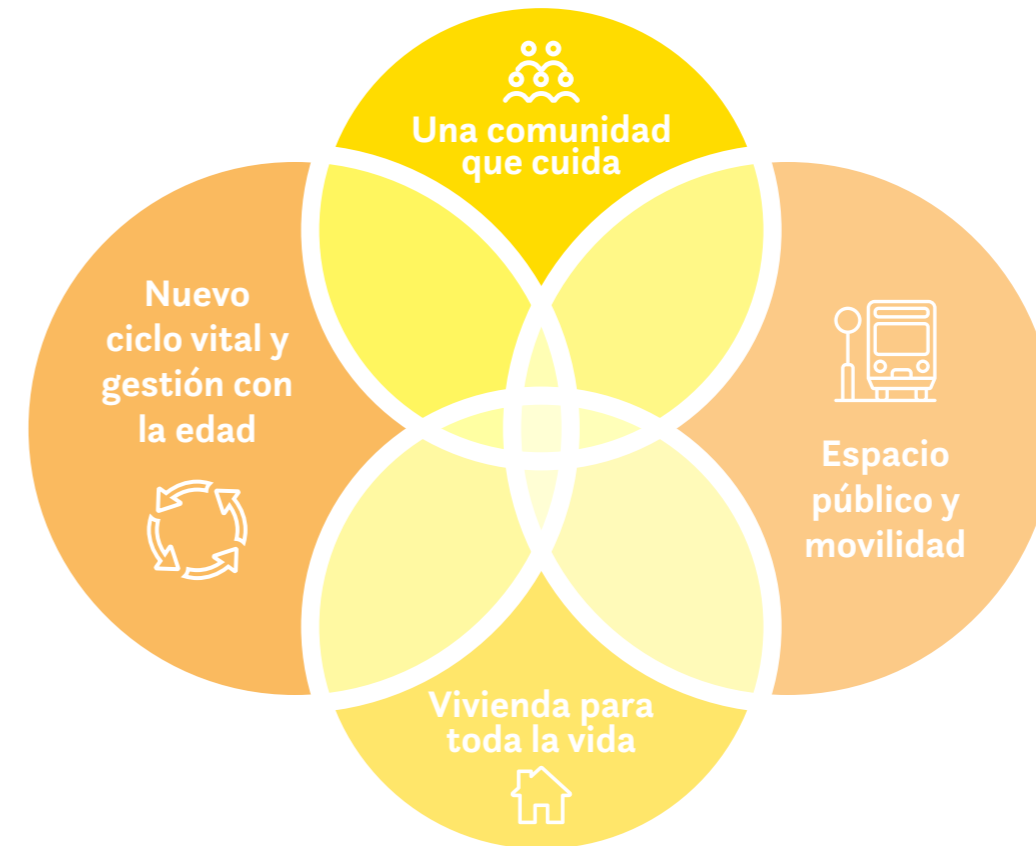 Una comunidad
que cuida
Nuevo
ciclo vital y
gestión con
la edad
Espacio
público y
movilidad
Vivienda para
toda la vida